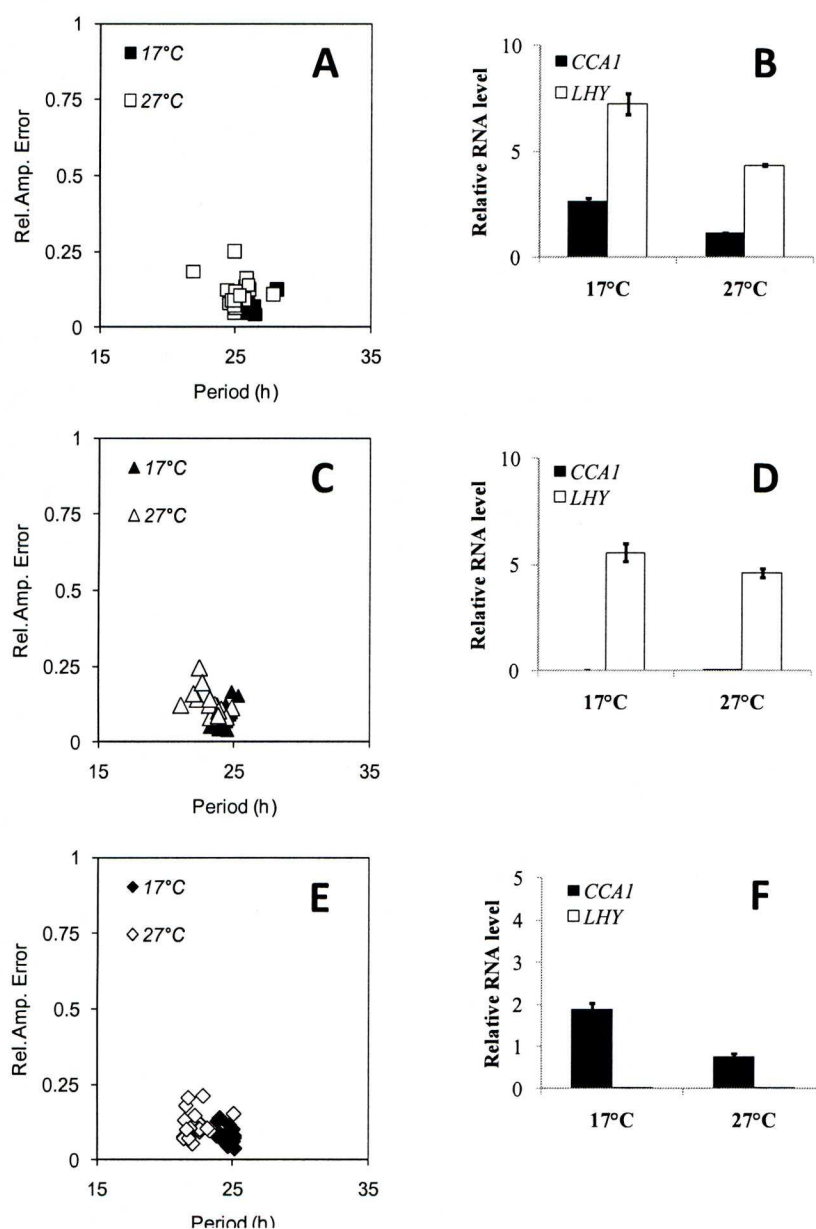 1
0.75
0.5
0.25
0
15
25
35
Rel.Amp. Error
Period (h)
17°C
27°C
A
10
5
0
Relative RNA level
CCA1
LHY
B
17°C
27°C
1
0.75
0.5
0.25
0
15
25
35
Rel.Amp. Error
Period (h)
17°C
27°C
C
10
5
0
Relative RNA level
CCA1
LHY
D
17°C
27°C
1
0.75
0.5
0.25
0
15
25
35
Rel.Amp. Error
Period (h)
17°C
27°C
E
5
4
3
2
1
0
Relative RNA level
CCA1
LHY
F
17°C
27°C